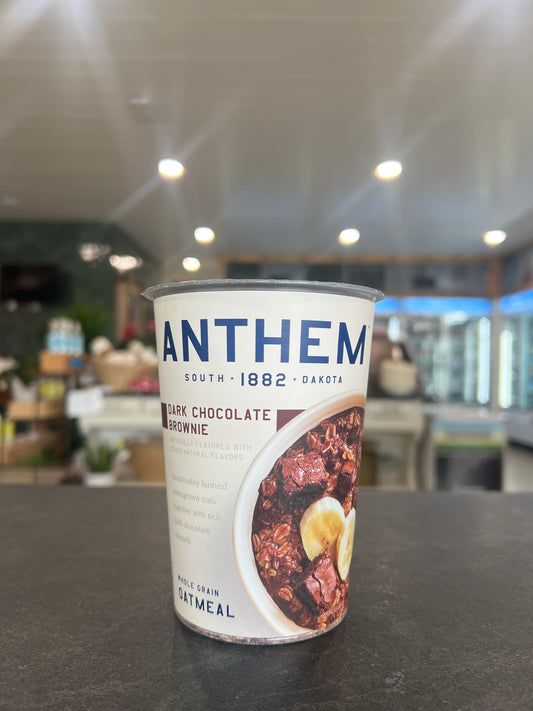 ANTHEM
SOUTH · 1882 · DAKOTA
DARK CHOCOLATE
BROWNIE
NATURALLY FLAVORED WITH
OTHER NATURAL FLAVORS
Sustainably farmed
homegrown oats
together with rich
dark chocolate
morsels
WHOLE GRAIN
OATMEAL